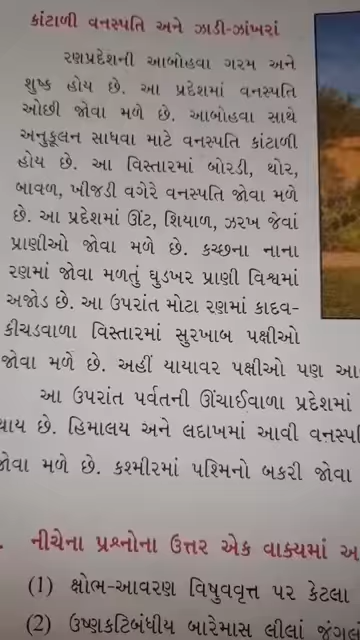 કાંટાળી વનસ્પતિ અને ઝાડી-ઝાંખરાં
રણપ્રદેશની આબોહવા ગરમ અને
શુષ્ક હોય છે. આ પ્રદેશમાં વનસ્પતિ
ઓછી જોવા મળે છે. આબોહવા સાથે
અનુકૂલન સાધવા માટે વનસ્પતિ કાંટાળી
હોય છે. આ વિસ્તારમાં બોરડી, થોર,
બાવળ, ખીજડી વગેરે વનસ્પતિ જોવા મળે
છે. આ પ્રદેશમાં ઊંટ, શિયાળ, ઝરખ જેવાં
પ્રાણીઓ જોવા મળે છે. કચ્છના નાના
રણમાં જોવા મળતું ઘુડખર પ્રાણી વિશ્વમાં
અજોડ છે. આ ઉપરાંત મોટા રણમાં કાદવ-
કીચડવાળા વિસ્તારમાં સુરખાબ પક્ષીઓ
જોવા મળે છે. અહીં યાયાવર પક્ષીઓ પણ
આ ઉપરાંત પર્વતની ઊંચાઈવાળા પ્રદેશમાં
છે. હિમાલય અને લદાખમાં આવી
જોવા મળે છે. કશ્મીરમાં પશ્મિનો બકરી જોવા
નીચેના પ્રશ્નોના ઉત્તર એક વાક્યમાં
(1) ક્ષોભ-આવરણ વિષુવવૃત્ત પર કેટલા
(2) ઉષ્ણકટિબંધીય બારેમાસ લીલાં જંગલ